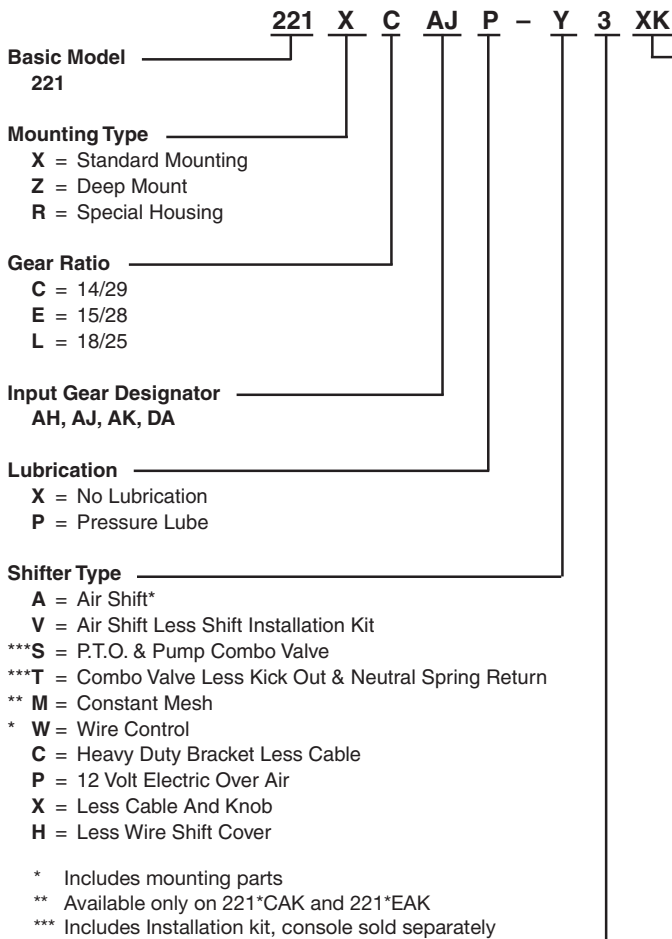 221 X C AJ P – Y 3 XK
Basic Model
221
Mounting Type
X = Standard Mounting
Z = Deep Mount
R = Special Housing
Gear Ratio
C = 14/29
E = 15/28
L = 18/25
Input Gear Designator
AH, AJ, AK, DA
Lubrication
X = No Lubrication
P = Pressure Lube
Shifter Type
A = Air Shift*
V = Air Shift Less Shift Installation Kit
***S = P.T.O. & Pump Combo Valve
***T = Combo Valve Less Kick Out & Neutral Spring Return
** M = Constant Mesh
* W = Wire Control
C = Heavy Duty Bracket Less Cable
P = 12 Volt Electric Over Air
X = Less Cable And Knob
H = Less Wire Shift Cover
* Includes mounting parts
** Available only on 221*CAK and 221*EAK
*** Includes Installation kit, console sold separately